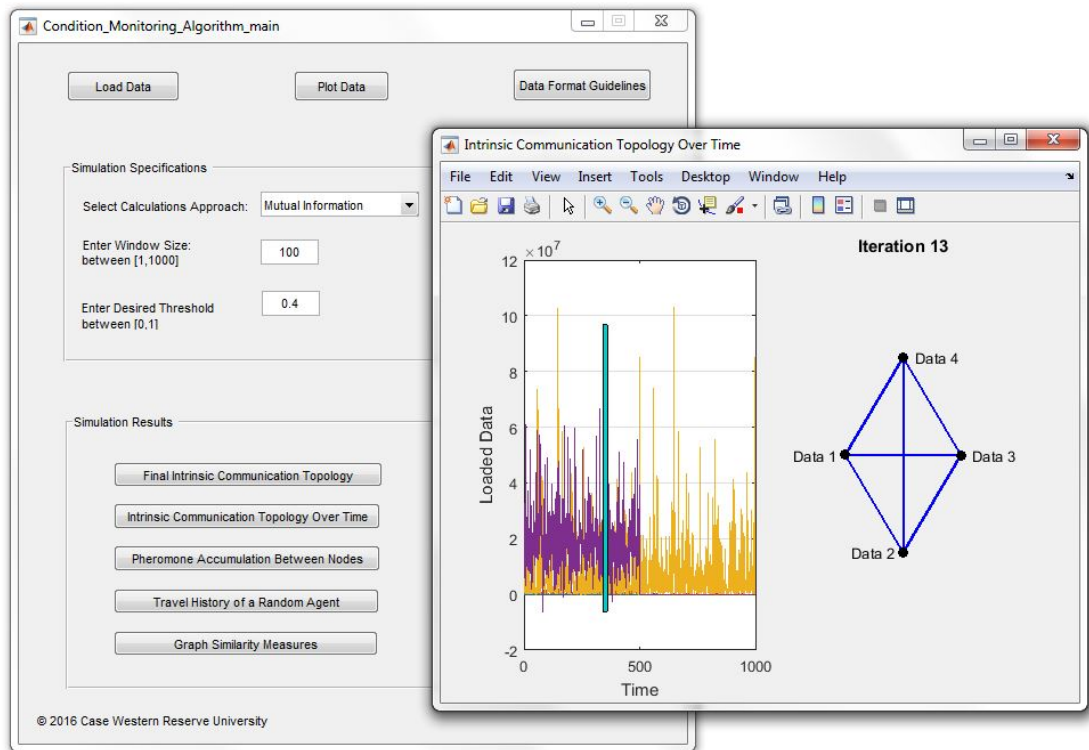 Condition_Monitoring_Algorithm_main
Load Data
Plot Data
Data Format Guidelines
Simulation Specifications
Select Calculations Approach:
Mutual Information
Enter Window Size:
between [1,1000]
100
Enter Desired Threshold
between [0,1]
0.4
Simulation Results
Final Intrinsic Communication Topology
Intrinsic Communication Topology Over Time
Pheromone Accumulation Between Nodes
Travel History of a Random Agent
Graph Similarity Measures
© 2016 Case Western Reserve University
Intrinsic Communication Topology Over Time
File Edit View Insert Tools Desktop Window Help
× 10^7
12
10
8
6
4
2
0
-2
Loaded Data
0 500 1000
Time
Iteration 13
Data 4
Data 1
Data 3
Data 2